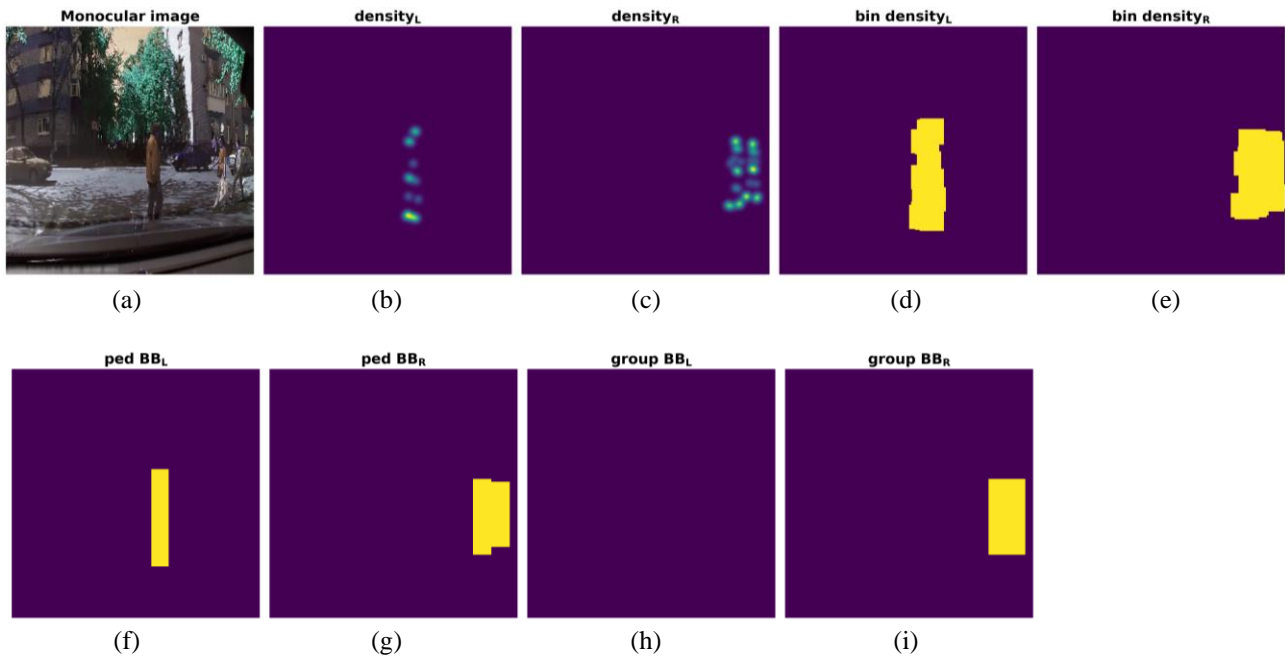 Monocular image density_L density_R bin density_L bin density_R
(a) (b) (c) (d) (e)
ped BB_L ped BB_R group BB_L group BB_R
(f) (g) (h) (i)